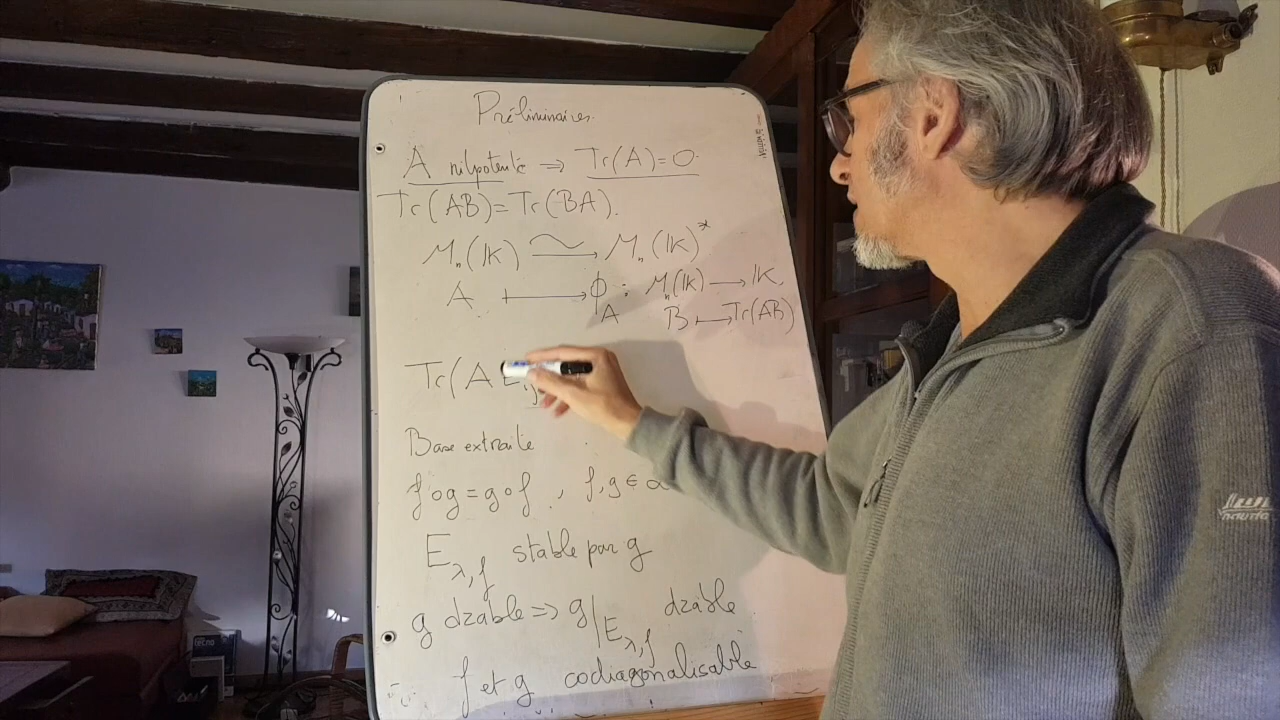 Préliminaires.
A nilpotente ⇒ Tr(A)=0.
Tr(AB)=Tr(BA).
Mₙ(K) ⥲ Mₙ(K)*
A ⟼ ϕ_A : Mₙ(K) ⟶ K,
B ⟼ Tr(AB)
Tr(A E
Base extraite
f∘g=g∘f , f,g ∈
E_λ,f stable par g
g dzable ⇒ g|E_λ,f dzable
f et g codiagonalisable
nautic